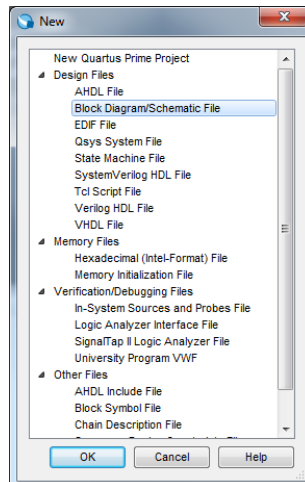 New
New Quartus Prime Project
Design Files
AHDL File
Block Diagram/Schematic File
EDIF File
Qsys System File
State Machine File
SystemVerilog HDL File
Tcl Script File
Verilog HDL File
VHDL File
Memory Files
Hexadecimal (Intel-Format) File
Memory Initialization File
Verification/Debugging Files
In-System Sources and Probes File
Logic Analyzer Interface File
SignalTap II Logic Analyzer File
University Program VWF
Other Files
AHDL Include File
Block Symbol File
Chain Description File
OK Cancel Help